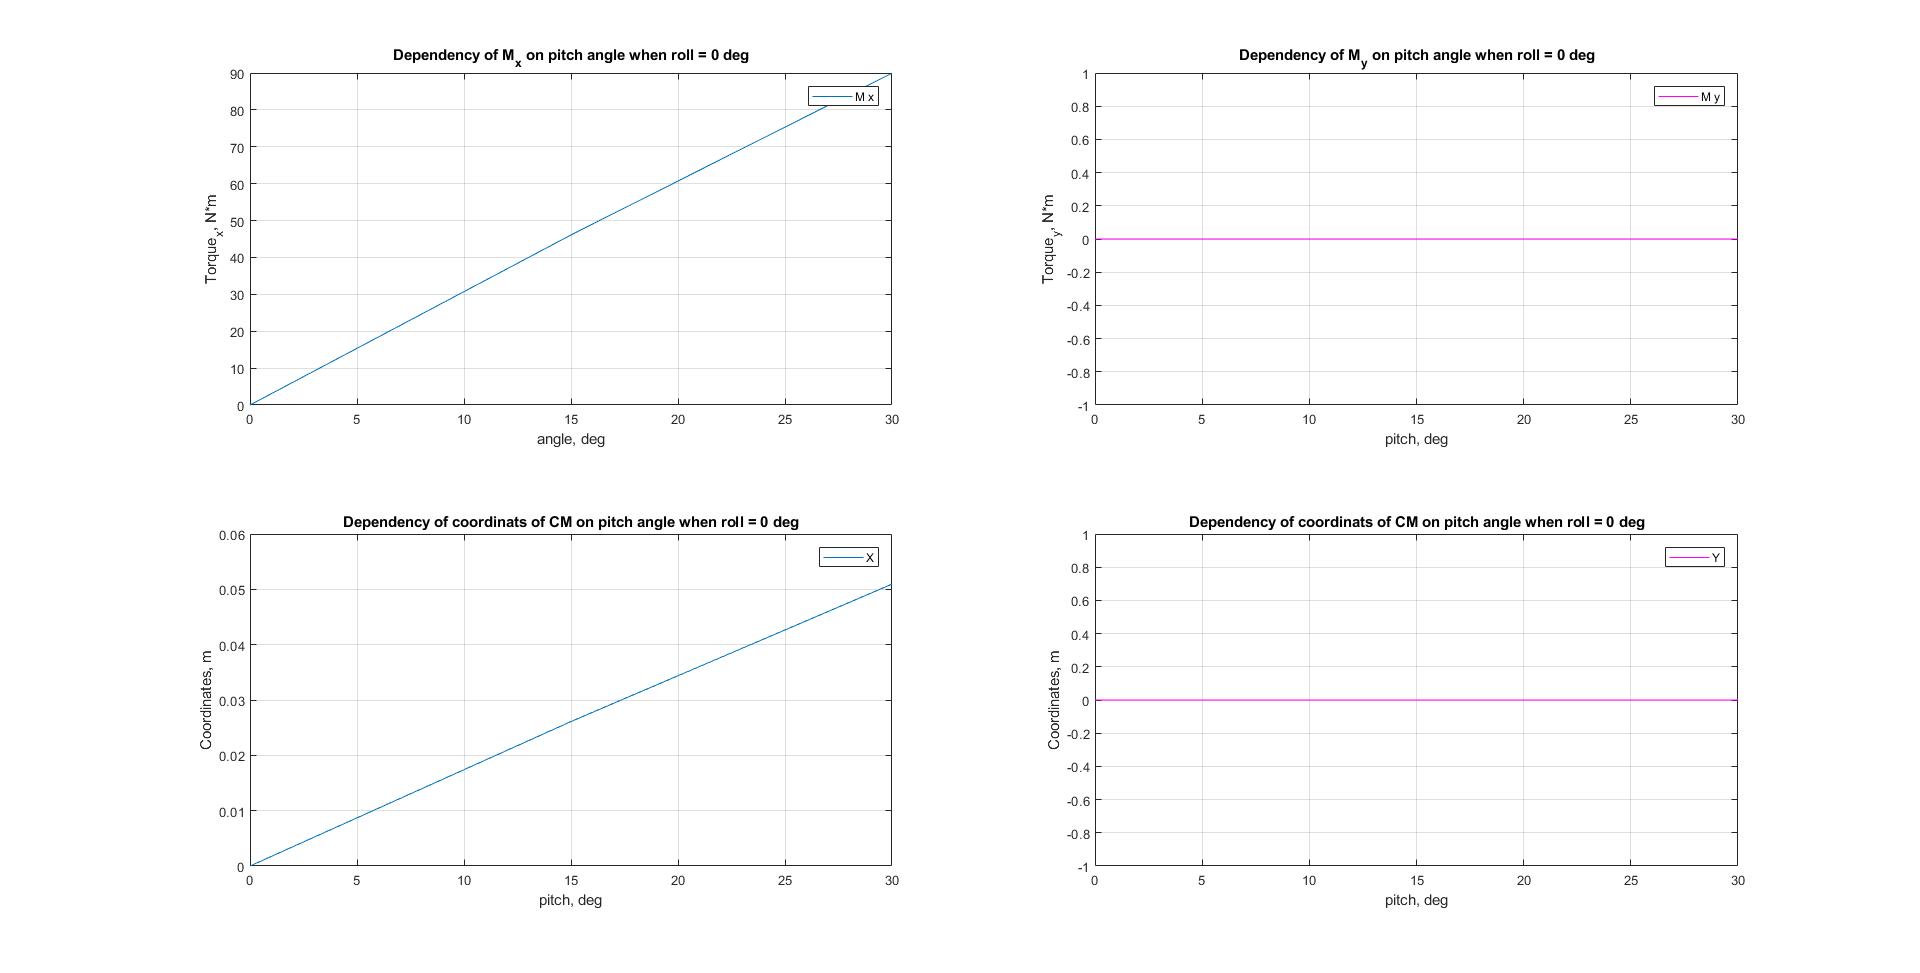 Dependency of Mx on pitch angle when roll = 0 deg
90
80
70
60
50
40
30
20
10
0
Torquex, N*m
M x
0 5 10 15 20 25 30
angle, deg
Dependency of My on pitch angle when roll = 0 deg
1
0.8
0.6
0.4
0.2
0
-0.2
-0.4
-0.6
-0.8
-1
Torquey, N*m
M y
0 5 10 15 20 25 30
pitch, deg
Dependency of coordinats of CM on pitch angle when roll = 0 deg
0.06
0.05
0.04
0.03
0.02
0.01
0
Coordinates, m
X
0 5 10 15 20 25 30
pitch, deg
Dependency of coordinats of CM on pitch angle when roll = 0 deg
1
0.8
0.6
0.4
0.2
0
-0.2
-0.4
-0.6
-0.8
-1
Coordinates, m
Y
0 5 10 15 20 25 30
pitch, deg